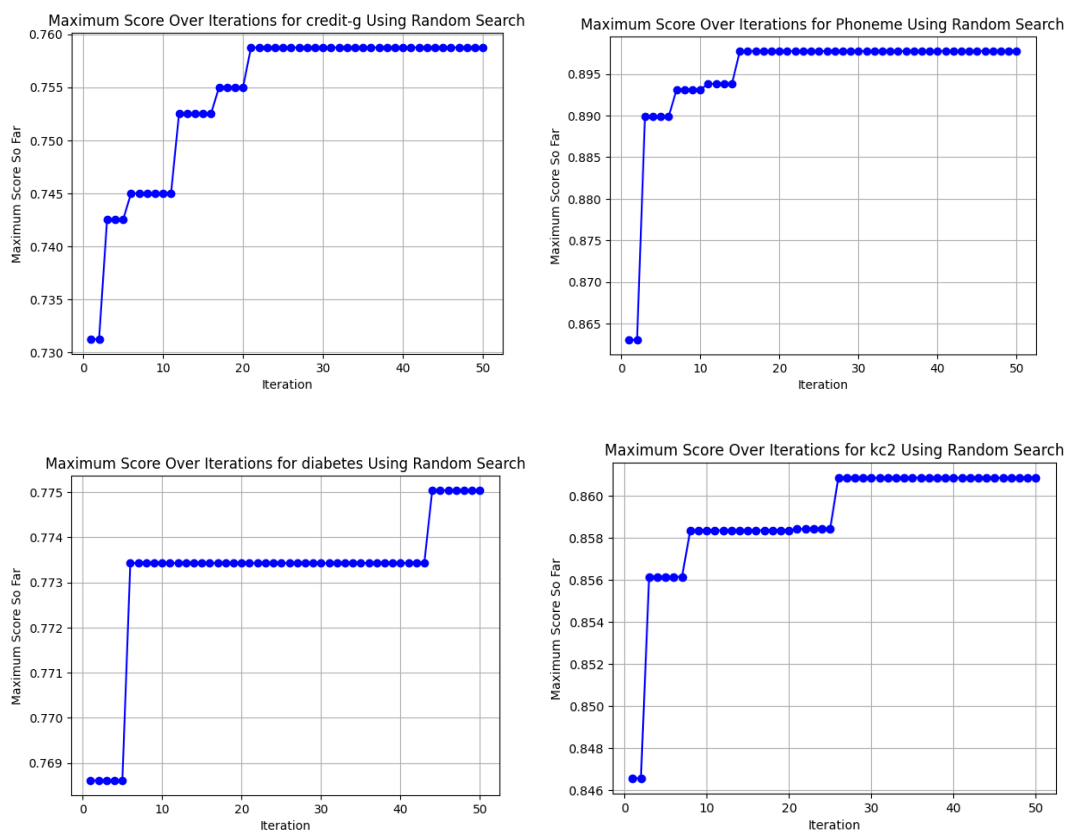 Maximum Score Over Iterations for credit-g Using Random Search
0.760
0.755
0.750
0.745
0.740
0.735
0.730
Maximum Score So Far
0 10 20 30 40 50
Iteration
Maximum Score Over Iterations for Phoneme Using Random Search
0.895
0.890
0.885
0.880
0.875
0.870
0.865
Maximum Score So Far
0 10 20 30 40 50
Iteration
Maximum Score Over Iterations for diabetes Using Random Search
0.775
0.774
0.773
0.772
0.771
0.770
0.769
Maximum Score So Far
0 10 20 30 40 50
Iteration
Maximum Score Over Iterations for kc2 Using Random Search
0.860
0.858
0.856
0.854
0.852
0.850
0.848
0.846
Maximum Score So Far
0 10 20 30 40 50
Iteration